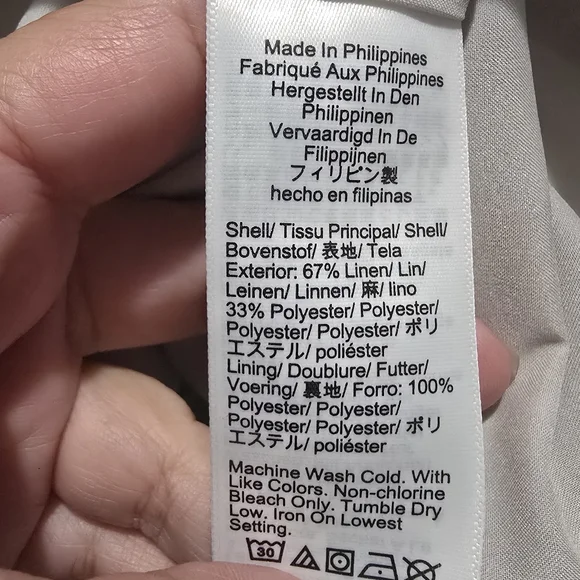 Made In Philippines
Fabriqué Aux Philippines
Hergestellt In Den
Philippinen
Vervaardigd In De
Filippijnen
フィリピン製
hecho en filipinas
Shell/ Tissu Principal/ Shell/
Bovenstof/ 表地/ Tela
Exterior: 67% Linen/ Lin/
Leinen/ Linnen/ 麻/ lino
33% Polyester/ Polyester/
Polyester/ Polyester/ ポリ
エステル/ poliéster
Lining/ Doublure/ Futter/
Voering/ 裏地/ Forro: 100%
Polyester/ Polyester/
Polyester/ Polyester/ ポリ
エステル/ poliéster
Machine Wash Cold. With
Like Colors. Non-chlorine
Bleach Only. Tumble Dry
Low. Iron On Lowest
Setting.
30